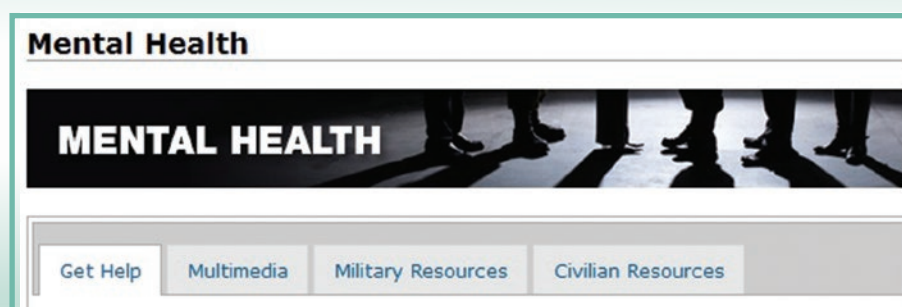 Mental Health
MENTAL HEALTH
Get Help Multimedia Military Resources Civilian Resources